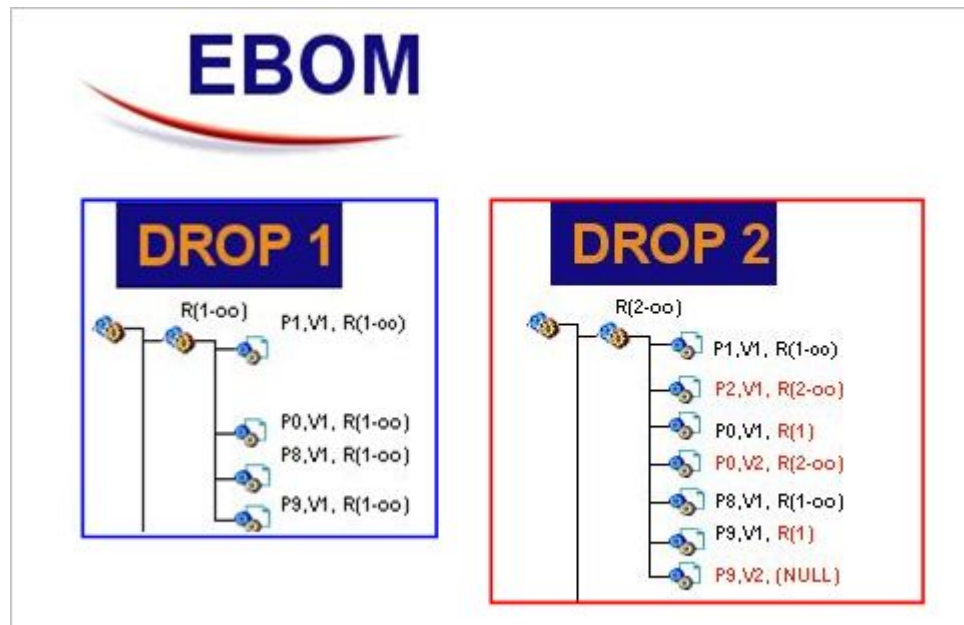 EBOM
DROP 1
R(1-oo)
P1,V1, R(1-oo)
P0,V1, R(1-oo)
P8,V1, R(1-oo)
P9,V1, R(1-oo)
DROP 2
R(2-oo)
P1,V1, R(1-oo)
P2,V1, R(2-oo)
P0,V1, R(1)
P0,V2, R(2-oo)
P8,V1, R(1-oo)
P9,V1, R(1)
P9,V2, (NULL)